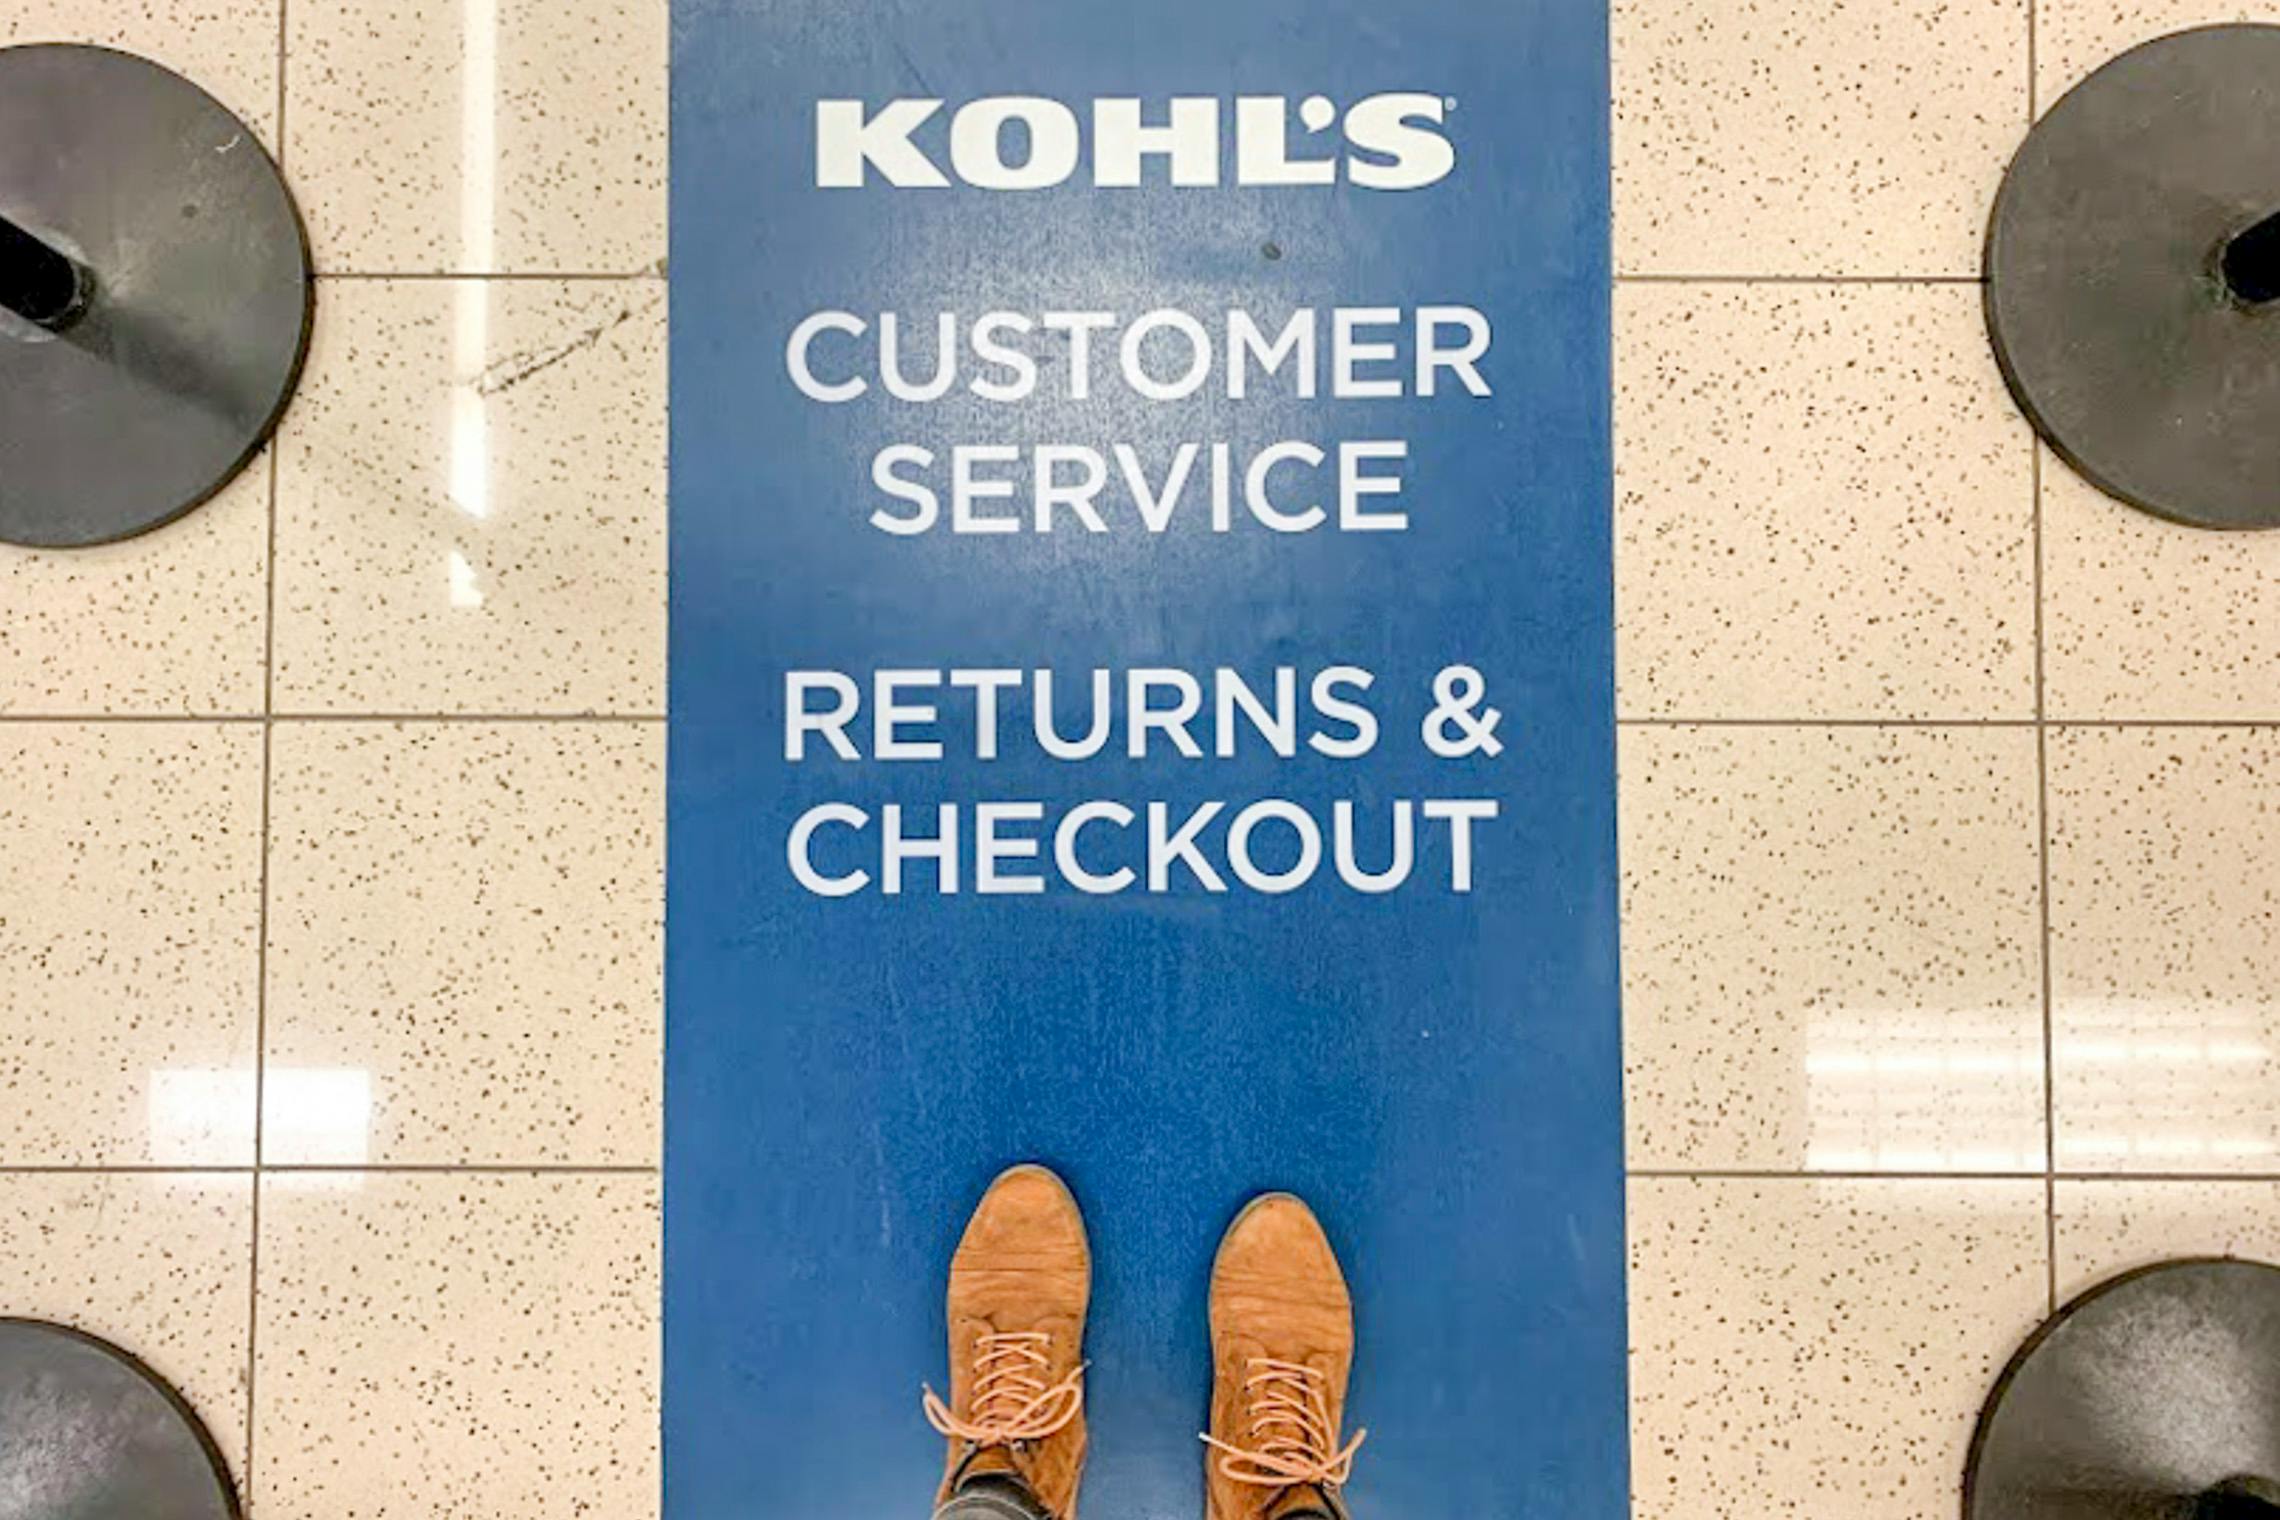 KOHL'S
CUSTOMER
SERVICE
RETURNS &
CHECKOUT